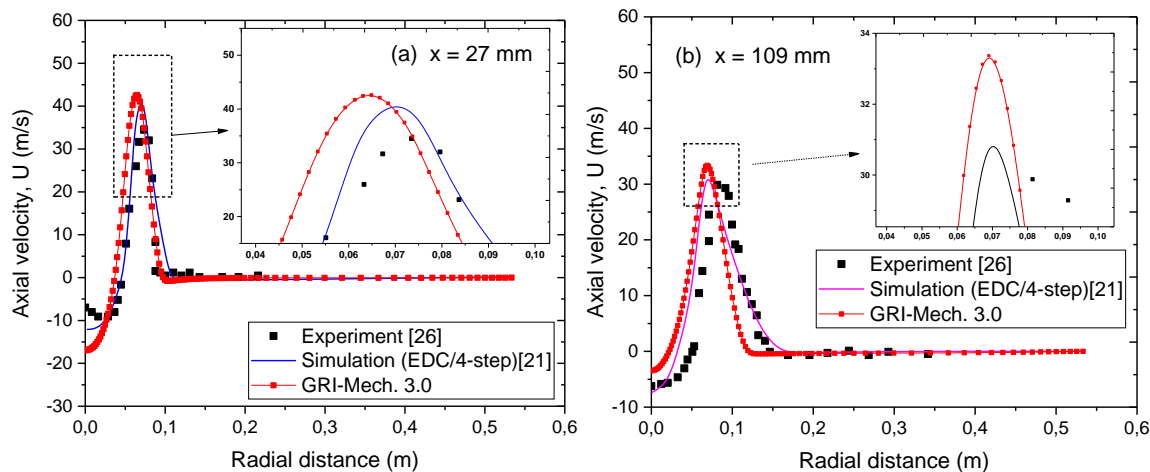 60
50
40
30
20
10
0
-10
-20
-30
Axial velocity, U (m/s)
0,0 0,1 0,2 0,3 0,4 0,5 0,6
Radial distance (m)
(a) x = 27 mm
50
40
30
20
0,04 0,05 0,06 0,07 0,08 0,09 0,10
Experiment [26]
Simulation (EDC/4-step)[21]
GRI-Mech. 3.0
60
50
40
30
20
10
0
-10
Axial velocity, U (m/s)
0,0 0,1 0,2 0,3 0,4 0,5 0,6
Radial distance (m)
(b) x = 109 mm
34
33
32
31
30
29
0,05 0,06 0,07 0,08 0,09 0,10
Experiment [26]
Simulation (EDC/4-step)[21]
GRI-Mech. 3.0